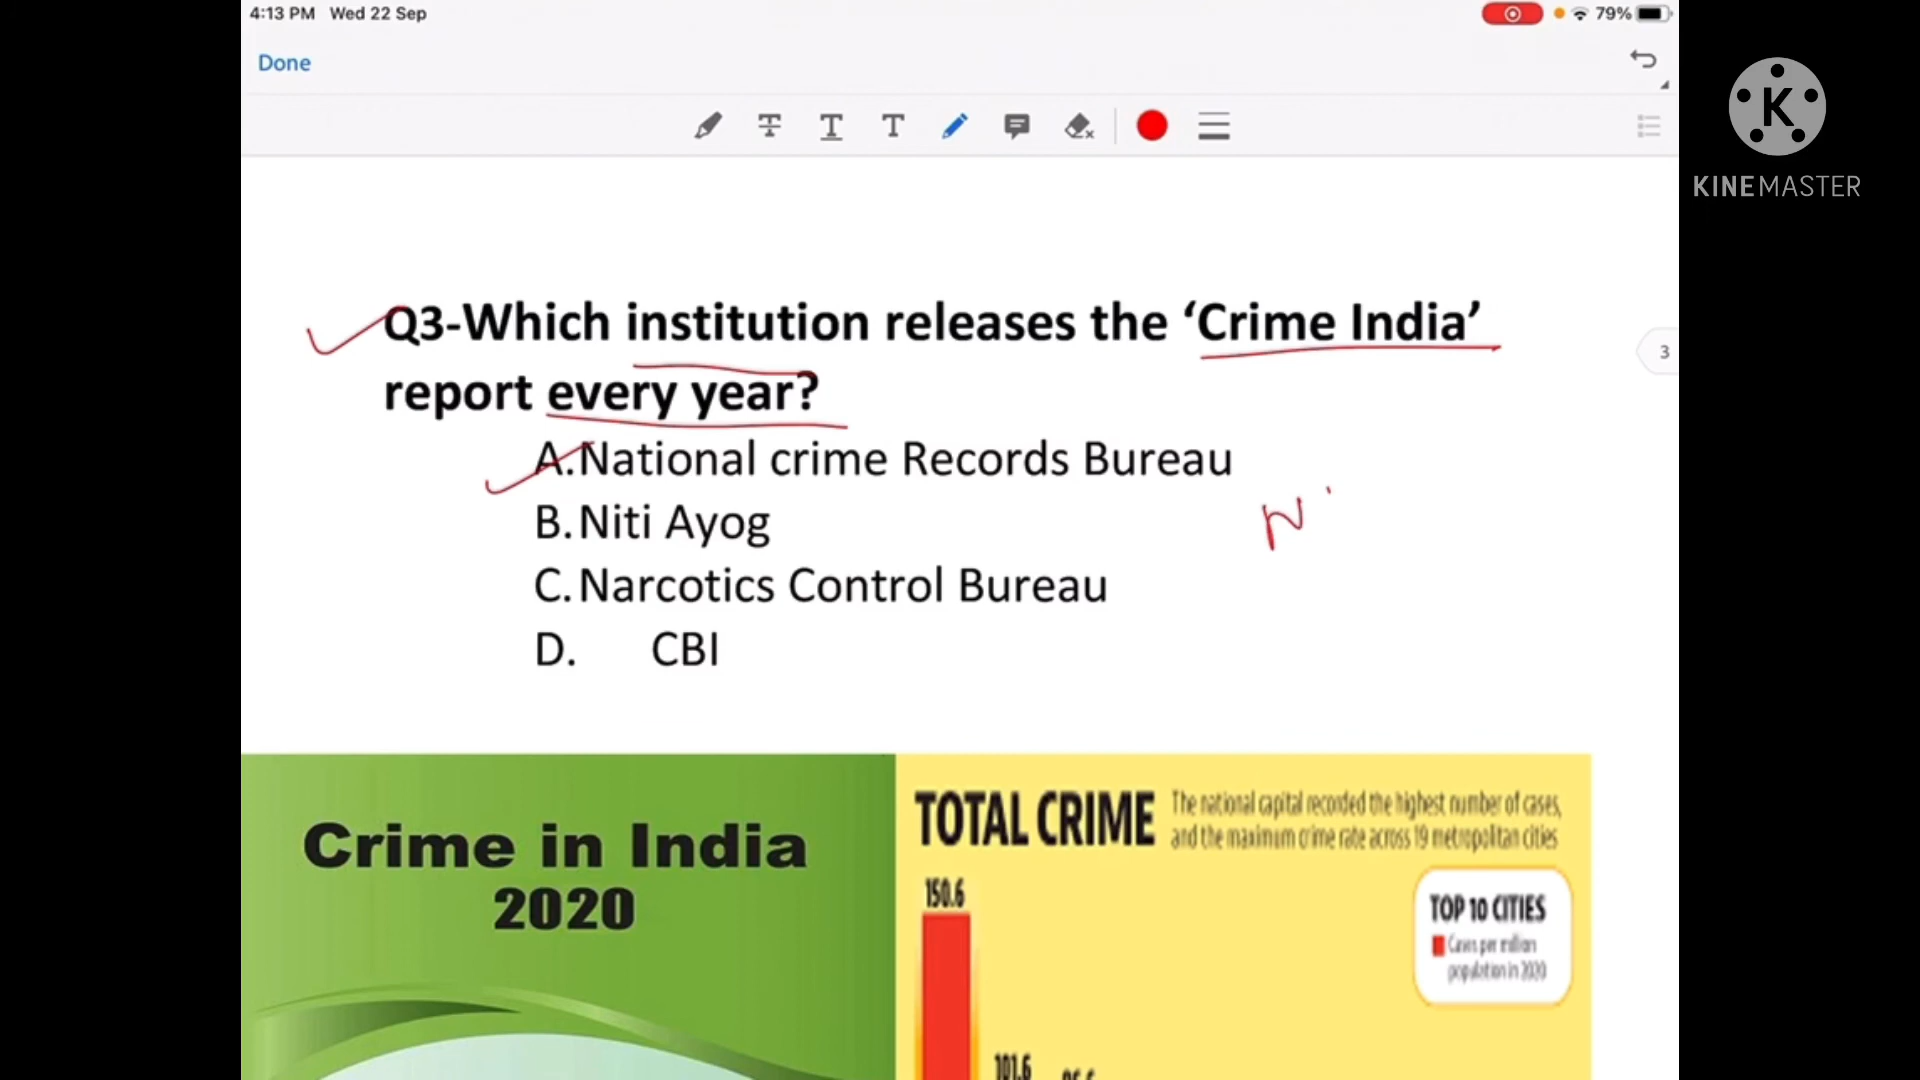 4:13 PM Wed 22 Sep
79%
Done
KINEMASTER
Q3-Which institution releases the ‘Crime India’
report every year?
3
A.National crime Records Bureau
B.Niti Ayog
N
C.Narcotics Control Bureau
D. CBI
Crime in India
2020
TOTAL CRIME
The national capital recorded the highest number of cases,
and the maximum crime rate across 19 metropolitan cities
150.6
TOP 10 CITIES
Cases per million
population in 2020
101.6